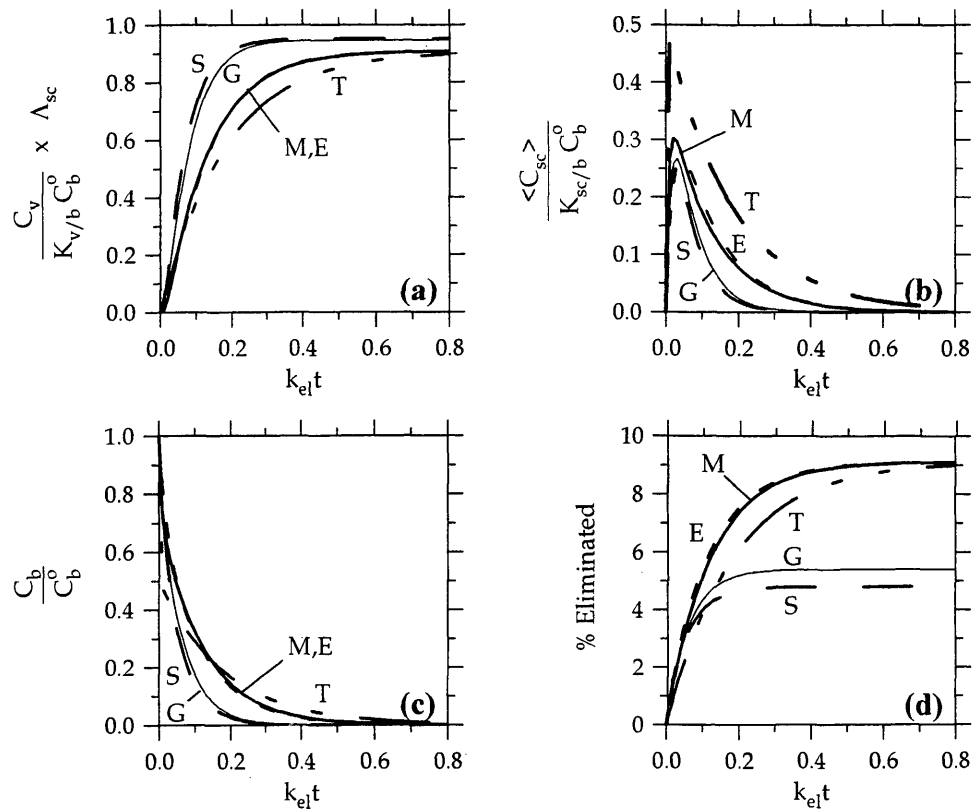 1.0
0.8
0.6
0.4
0.2
0.0
C_v / K_v/b C_b^o x Λ_sc
S
G
T
M,E
(a)
0.0 0.2 0.4 0.6 0.8
k_el t
0.5
0.4
0.3
0.2
0.1
0.0
<C_sc> / K_sc/b C_b^o
M
T
E
S
G
(b)
0.0 0.2 0.4 0.6 0.8
k_el t
1.0
0.8
0.6
0.4
0.2
0.0
C_b / C_b^o
M,E
S
T
G
(c)
0.0 0.2 0.4 0.6 0.8
k_el t
10
8
6
4
2
0
% Eliminated
M
E
T
G
S
(d)
0.0 0.2 0.4 0.6 0.8
k_el t